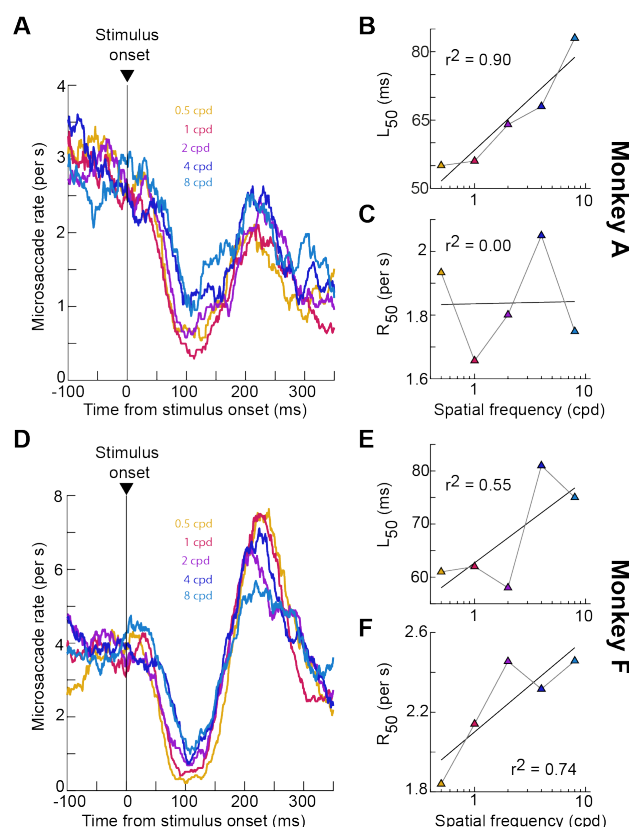 A
Stimulus
onset
4
3
2
1
0
0.5 cpd
1 cpd
2 cpd
4 cpd
8 cpd
Microsaccade rate (per s)
-100
0
100
200
300
Time from stimulus onset (ms)
B
80
65
50
r2 = 0.90
L50 (ms)
1
10
C
2
1.8
1.6
r2 = 0.00
R50 (per s)
1
10
Spatial frequency (cpd)
Monkey A
D
Stimulus
onset
8
6
4
2
0
0.5 cpd
1 cpd
2 cpd
4 cpd
8 cpd
Microsaccade rate (per s)
-100
0
100
200
300
Time from stimulus onset (ms)
E
80
70
60
r2 = 0.55
L50 (ms)
1
10
F
2.6
2.2
1.8
r2 = 0.74
R50 (per s)
1
10
Spatial frequency (cpd)
Monkey F